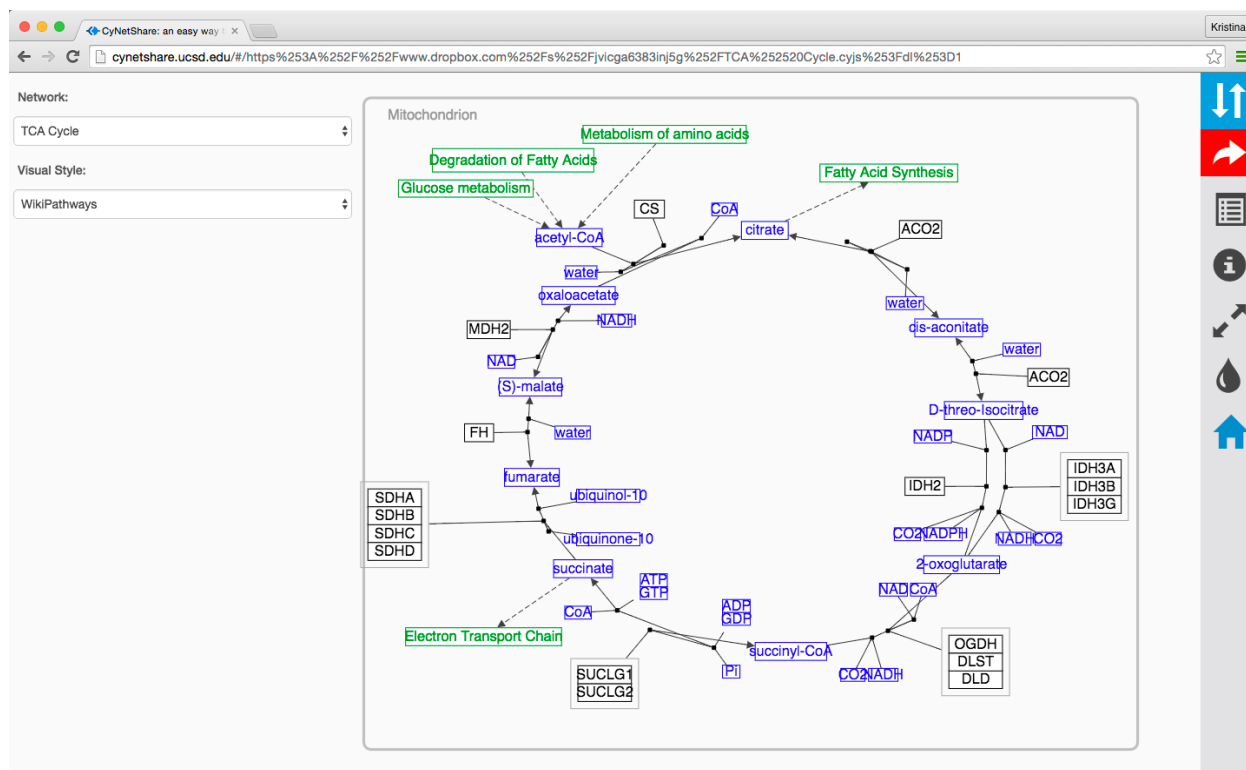 CyNetShare: an easy way t
Kristina
cynetshare.ucsd.edu/#/https%253A%252F%252Fwww.dropbox.com%252Fs%252Fjvicga6383inj5g%252FTCA%252520Cycle.cyjs%253Fdl%253D1
Network:
TCA Cycle
Visual Style:
WikiPathways
Mitochondrion
Metabolism of amino acids
Degradation of Fatty Acids
Glucose metabolism
Fatty Acid Synthesis
CS
CoA
acetyl-CoA
citrate
ACO2
water
oxaloacetate
water
NADH
MDH2
dis-aconitate
NAD
water
ACO2
(S)-malate
D-threo-Isocitrate
FH
water
NADP
NAD
fumarate
IDH3A
IDH3B
IDH3G
IDH2
SDHA
SDHB
SDHC
SDHD
ubiquinol-10
ubiquinone-10
CO2
NADPH
NADH
CO2
succinate
2-oxoglutarate
ATP
GTP
NAD
CoA
CoA
ADP
GDP
Electron Transport Chain
succinyl-CoA
OGDH
DLST
DLD
SUCLG1
SUCLG2
Pi
CO2
NADH